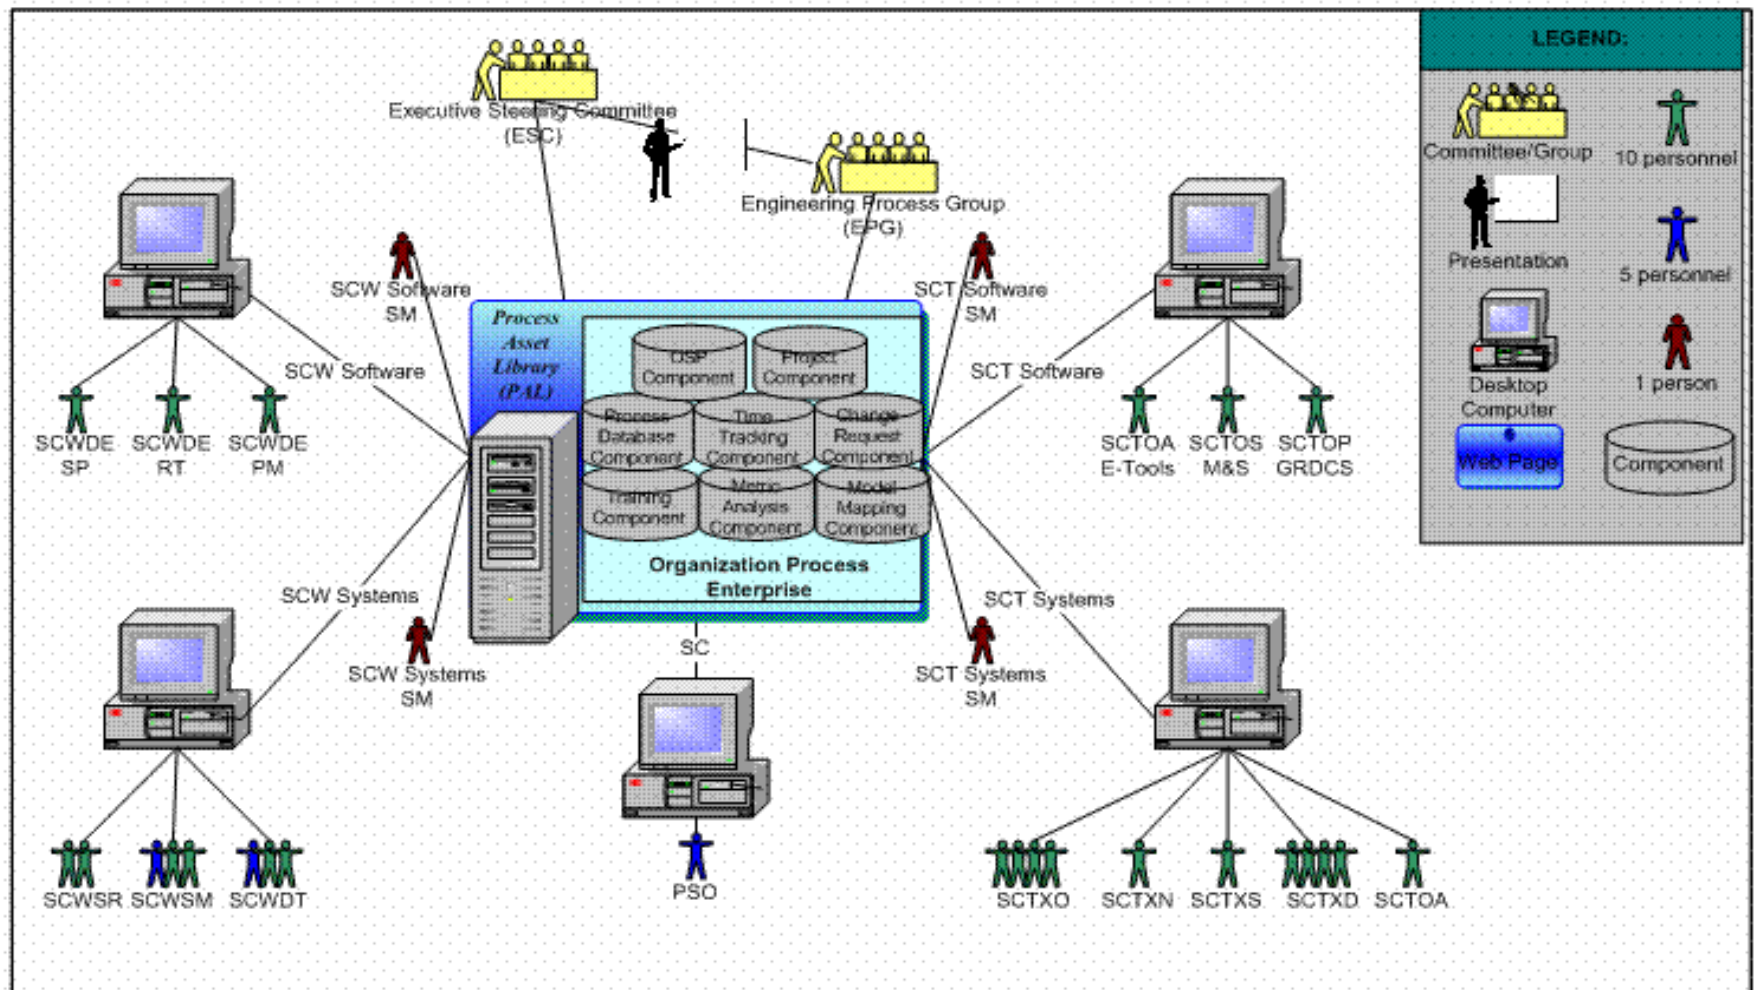 LEGEND:
Committee/Group
10 personnel
Presentation
5 personnel
Desktop
Computer
1 person
Web Page
Component
Executive Steering Committee
(ESC)
Engineering Process Group
(EPG)
SCW Software
SM
SCT Software
SM
SCW Software
SCT Software
SCWDE
SP
SCWDE
RT
SCWDE
PM
SCTOA
E-Tools
SCTOS
M&S
SCTOP
GRDCS
Process
Asset
Library
(PAL)
OSP
Component
Project
Component
Process
Database
Component
Time
Tracking
Component
Change
Request
Component
Training
Component
Metric
Analysis
Component
Model
Mapping
Component
Organization Process
Enterprise
SCW Systems
SCT Systems
SCW Systems
SM
SC
SCT Systems
SM
SCWSR
SCWSM
SCWDT
PSO
SCTXO
SCTXN
SCTXS
SCTXD
SCTOA